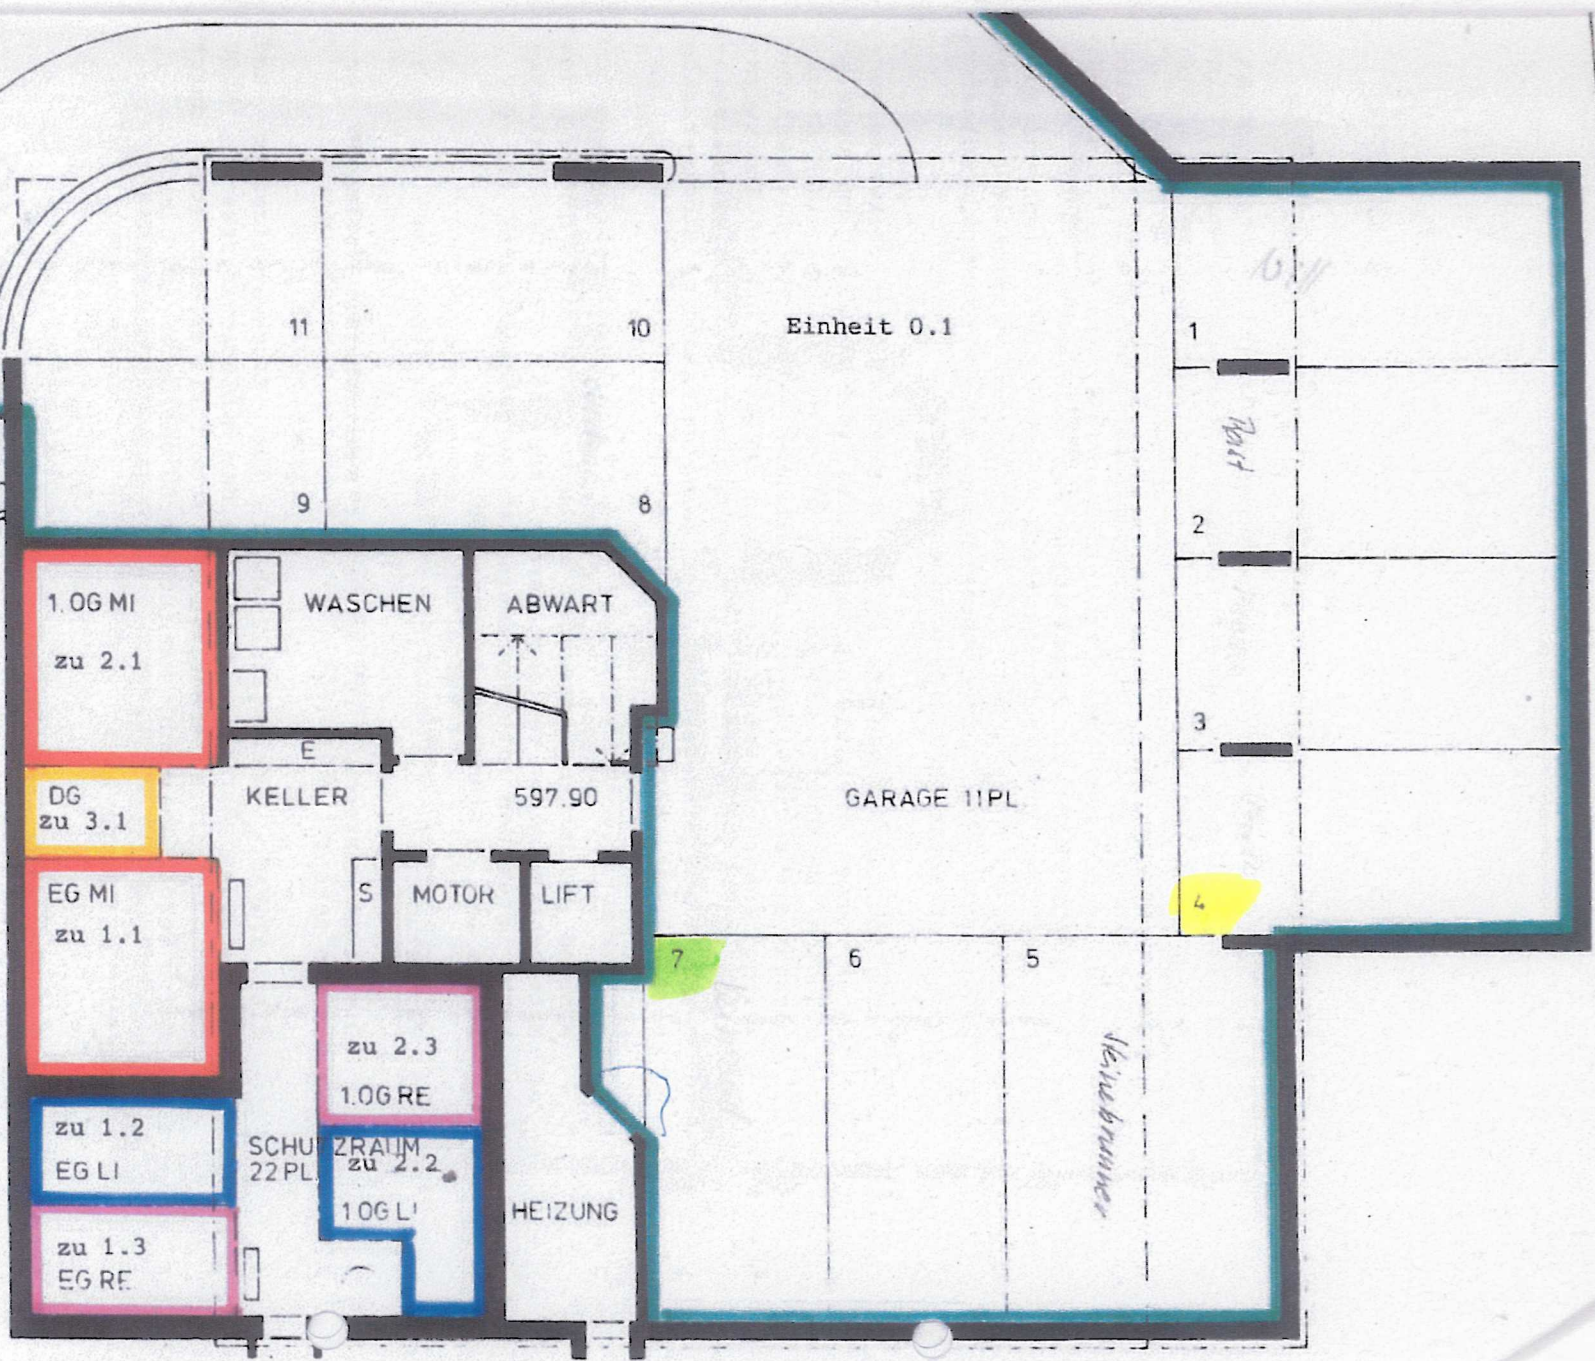 11
10
Einheit 0.1
1
9
8
2
1.OG MI
zu 2.1
WASCHEN
ABWART
3
E
DG
zu 3.1
KELLER
597.90
GARAGE 11PL.
EG MI
zu 1.1
S
MOTOR
LIFT
4
7
6
5
zu 2.3
1.OG RE
zu 1.2
EG LI
SCHUTZRAUM
22 PL.
zu 2.2
1 OG LI
HEIZUNG
zu 1.3
EG RE